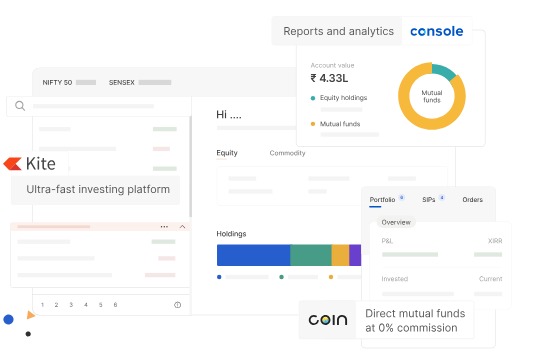 Reports and analytics console
Account value
₹ 4.33L
Equity holdings
Mutual funds
Mutual
funds
NIFTY 50 SENSEX
Hi ....
Kite
Ultra-fast investing platform
Equity Commodity
Holdings
1 2 3 4 5 6
Portfolio SIPs Orders
Overview
P&L XIRR
Invested Current
coin
Direct mutual funds
at 0% commission